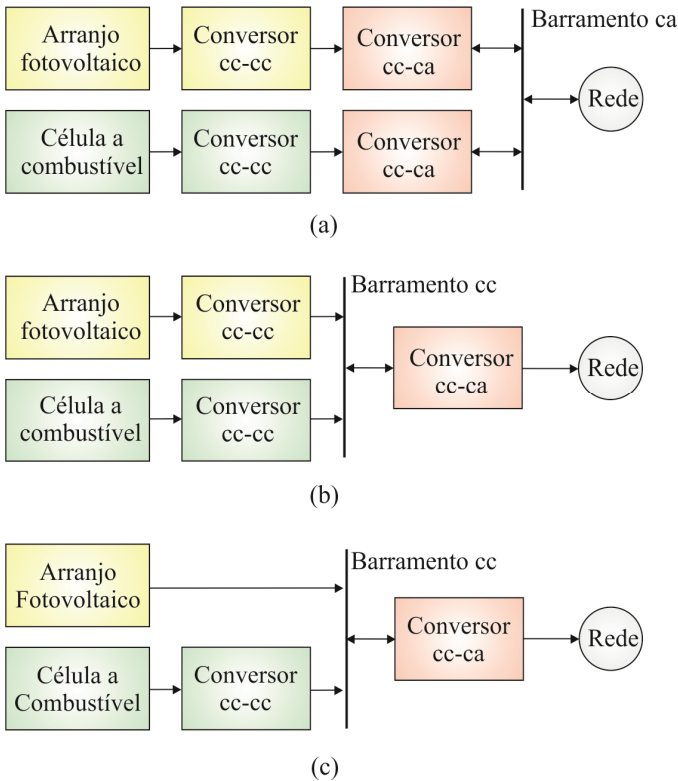 Arranjo
fotovoltaico
Conversor
cc-cc
Conversor
cc-ca
Barramento ca
Rede
Célula a
combustível
Conversor
cc-cc
Conversor
cc-ca
(a)
Arranjo
fotovoltaico
Conversor
cc-cc
Barramento cc
Conversor
cc-ca
Rede
Célula a
combustível
Conversor
cc-cc
(b)
Arranjo
Fotovoltaico
Barramento cc
Conversor
cc-ca
Rede
Célula a
Combustível
Conversor
cc-cc
(c)